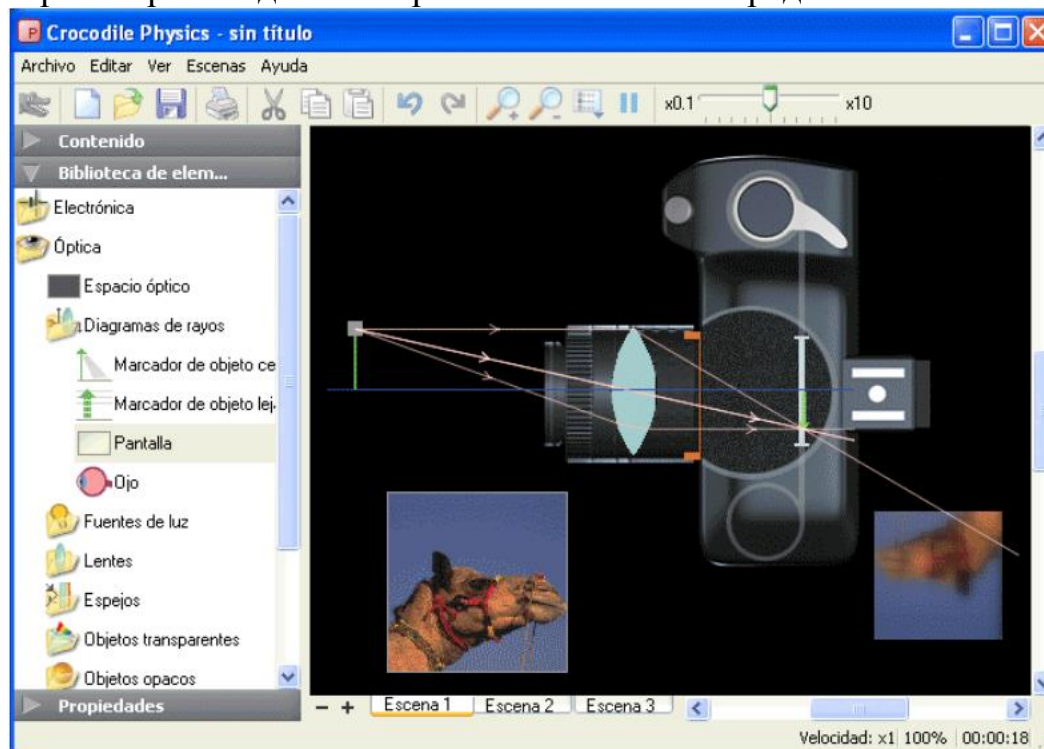 Crocodile Physics - sin título
Archivo Editar Ver Escenas Ayuda
x0.1 x10
Contenido
Biblioteca de elem...
Electrónica
Óptica
Espacio óptico
Diagramas de rayos
Marcador de objeto ce
Marcador de objeto lej
Pantalla
Ojo
Fuentes de luz
Lentes
Espejos
Objetos transparentes
Objetos opacos
Propiedades
- + Escena 1 Escena 2 Escena 3
Velocidad: x1 100% 00:00:18